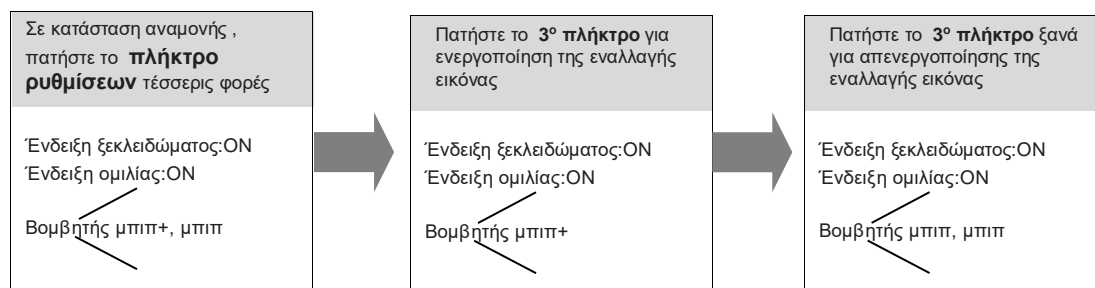 Σε κατάσταση αναμονής ,
πατήστε το πλήκτρο
ρυθμίσεων τέσσερις φορές
Ένδειξη ξεκλειδώματος:ON
Ένδειξη ομιλίας:ON
Βομβητής μπιπ+, μπιπ
Πατήστε το 3º πλήκτρο για
ενεργοποίηση της εναλλαγής
εικόνας
Ένδειξη ξεκλειδώματος:ON
Ένδειξη ομιλίας:ON
Βομβητής μπιπ+
Πατήστε το 3º πλήκτρο ξανά
για απενεργοποίησης της
εναλλαγής εικόνας
Ένδειξη ξεκλειδώματος:ON
Ένδειξη ομιλίας:ON
Βομβητής μπιπ, μπιπ